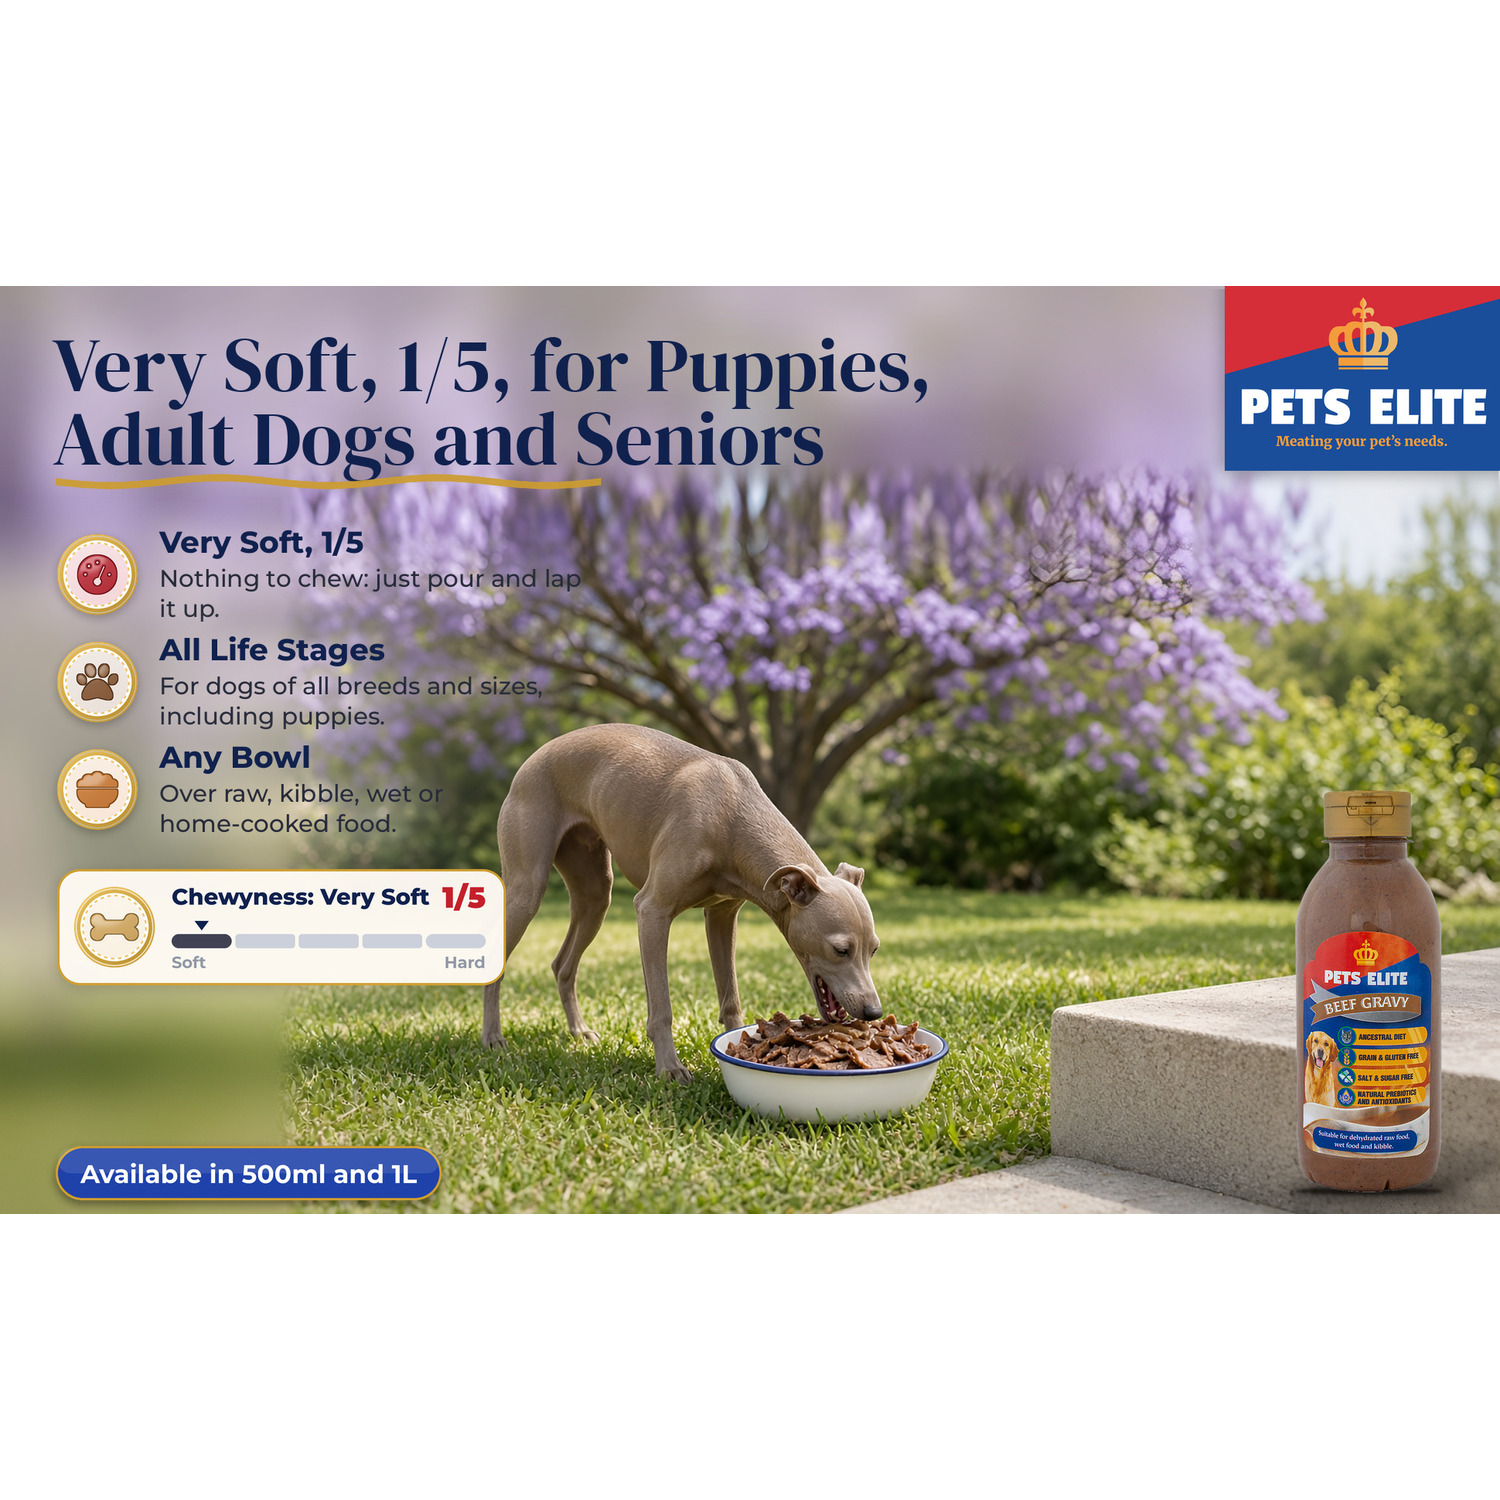 Very Soft, 1/5, for Puppies,
Adult Dogs and Seniors
PETS ELITE
Meating your pet's needs.
Very Soft, 1/5
Nothing to chew: just pour and lap
it up.
All Life Stages
For dogs of all breeds and sizes,
including puppies.
Any Bowl
Over raw, kibble, wet or
home-cooked food.
Chewyness: Very Soft 1/5
Soft Hard
Available in 500ml and 1L
PETS ELITE
BEEF GRAVY
ANCESTRAL DIET
GRAIN & GLUTEN FREE
SALT & SUGAR FREE
NATURAL PREBIOTICS
AND ANTIOXIDANTS
Suitable for dehydrated raw food,
wet food and kibble.